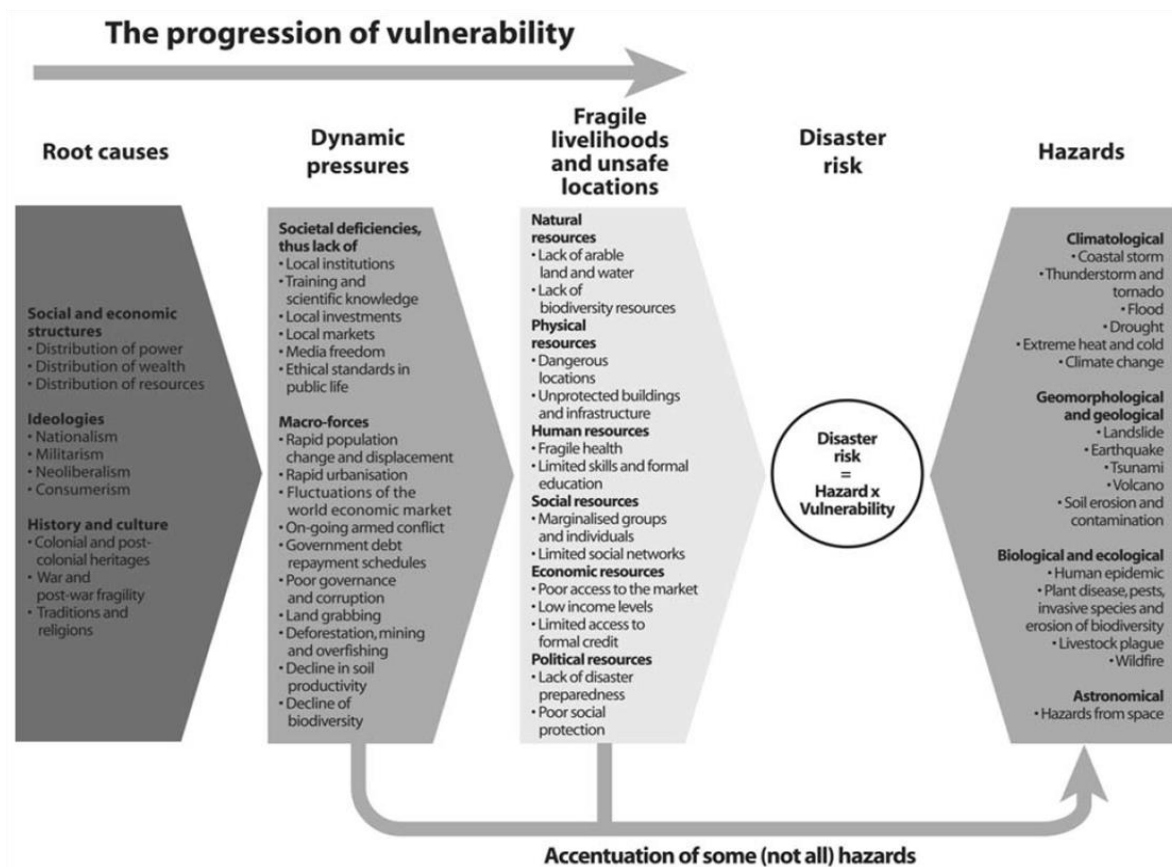 The progression of vulnerability
Root causes
Dynamic
pressures
Fragile
livelihoods
and unsafe
locations
Disaster
risk
Hazards
Social and economic
structures
• Distribution of power
• Distribution of wealth
• Distribution of resources
Ideologies
• Nationalism
• Militarism
• Neoliberalism
• Consumerism
History and culture
• Colonial and post-
colonial heritages
• War and
post-war fragility
• Traditions and
religions
Societal deficiencies,
thus lack of
• Local institutions
• Training and
scientific knowledge
• Local investments
• Local markets
• Media freedom
• Ethical standards in
public life
Macro-forces
• Rapid population
change and displacement
• Rapid urbanisation
• Fluctuations of the
world economic market
• On-going armed conflict
• Government debt
repayment schedules
• Poor governance
and corruption
• Land grabbing
• Deforestation, mining
and overfishing
• Decline in soil
productivity
• Decline of
biodiversity
Natural
resources
• Lack of arable
land and water
• Lack of
biodiversity resources
Physical
resources
• Dangerous
locations
• Unprotected buildings
and infrastructure
Human resources
• Fragile health
• Limited skills and formal
education
Social resources
• Marginalised groups
and individuals
• Limited social networks
Economic resources
• Poor access to the market
• Low income levels
• Limited access to
formal credit
Political resources
• Lack of disaster
preparedness
• Poor social
protection
Disaster
risk
=
Hazard x
Vulnerability
Climatological
• Coastal storm
• Thunderstorm and
tornado
• Flood
• Drought
• Extreme heat and cold
• Climate change
Geomorphological
and geological
• Landslide
• Earthquake
• Tsunami
• Volcano
• Soil erosion and
contamination
Biological and ecological
• Human epidemic
• Plant disease, pests,
invasive species and
erosion of biodiversity
• Livestock plague
• Wildfire
Astronomical
• Hazards from space
Accentuation of some (not all) hazards